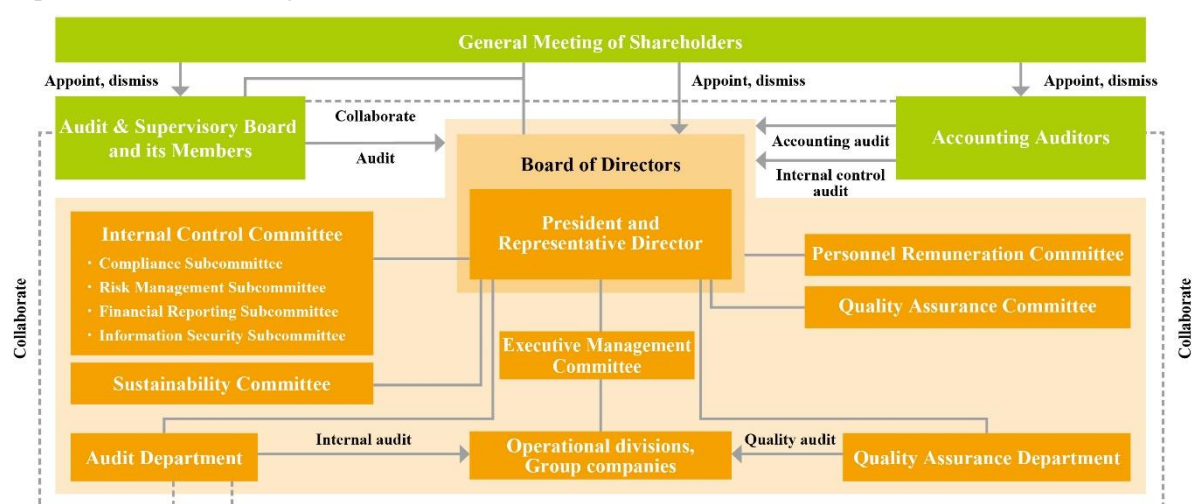 General Meeting of Shareholders
Appoint, dismiss
Appoint, dismiss
Appoint, dismiss
Audit & Supervisory Board
and its Members
Collaborate
Audit
Accounting audit
Internal control
audit
Accounting Auditors
Board of Directors
President and
Representative Director
Internal Control Committee
・Compliance Subcommittee
・Risk Management Subcommittee
・Financial Reporting Subcommittee
・Information Security Subcommittee
Personnel Remuneration Committee
Quality Assurance Committee
Collaborate
Collaborate
Executive Management
Committee
Sustainability Committee
Audit Department
Internal audit
Operational divisions,
Group companies
Quality audit
Quality Assurance Department